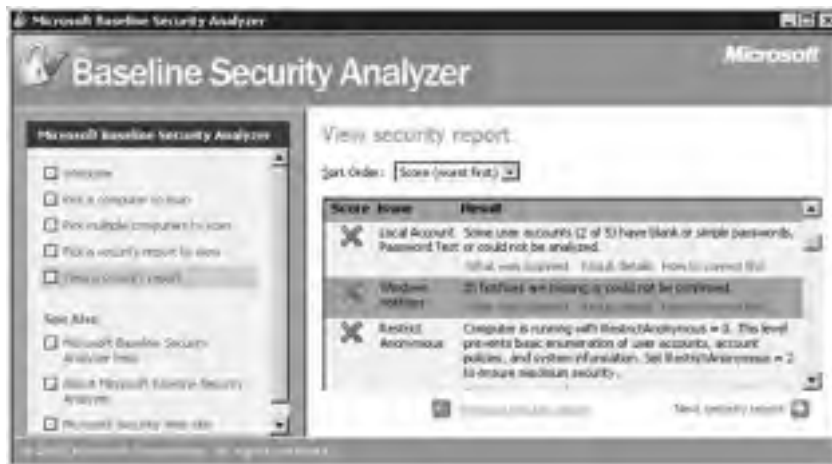 Microsoft Baseline Security Analyzer
Baseline Security Analyzer
Microsoft
Microsoft Baseline Security Analyzer
Welcome
Pick a computer to scan
Pick multiple computers to scan
Pick a security report to view
View a security report
See Also
Microsoft Baseline Security Analyzer Help
About Microsoft Baseline Security Analyzer
Microsoft Security Web site
View security report
Sort Order: Score (worst first)
Score Issue Result
Local Account Password Test
Some user accounts (2 of 5) have blank or simple passwords, or could not be analyzed.
What was scanned Result details How to correct this
Windows Hotfixes
hotfixes are missing or could not be confirmed.
Restrict Anonymous
Computer is running with RestrictAnonymous = This level prevents basic enumeration of user accounts, account policies, and system information. Set RestrictAnonymous = 2 to ensure maximum security.
Previous security report
Next security report